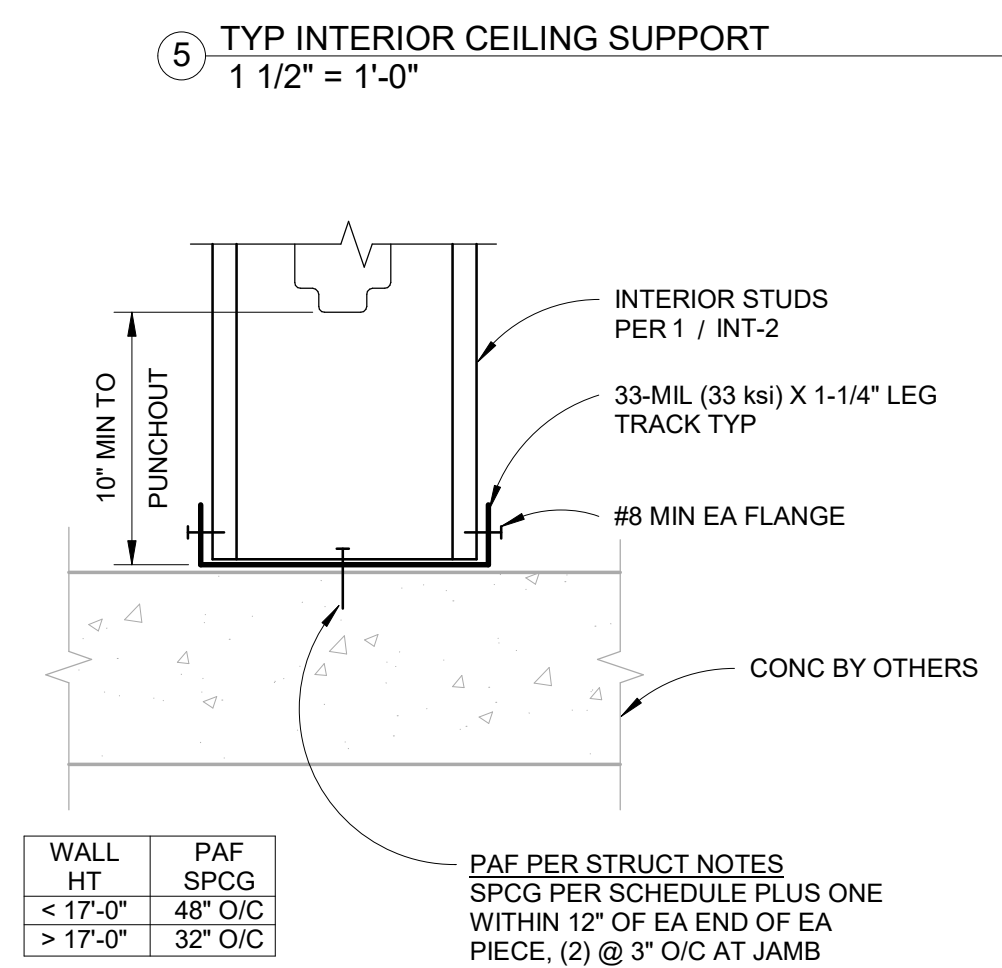 5 TYP INTERIOR CEILING SUPPORT
1 1/2" = 1'-0"
INTERIOR STUDS
PER 1 / INT-2
33-MIL (33 ksi) X 1-1/4" LEG
TRACK TYP
#8 MIN EA FLANGE
10" MIN TO
PUNCHOUT
CONC BY OTHERS
WALL HT PAF SPCG
< 17'-0" 48" O/C
> 17'-0" 32" O/C
PAF PER STRUCT NOTES
SPCG PER SCHEDULE PLUS ONE
WITHIN 12" OF EA END OF EA
PIECE, (2) @ 3" O/C AT JAMB